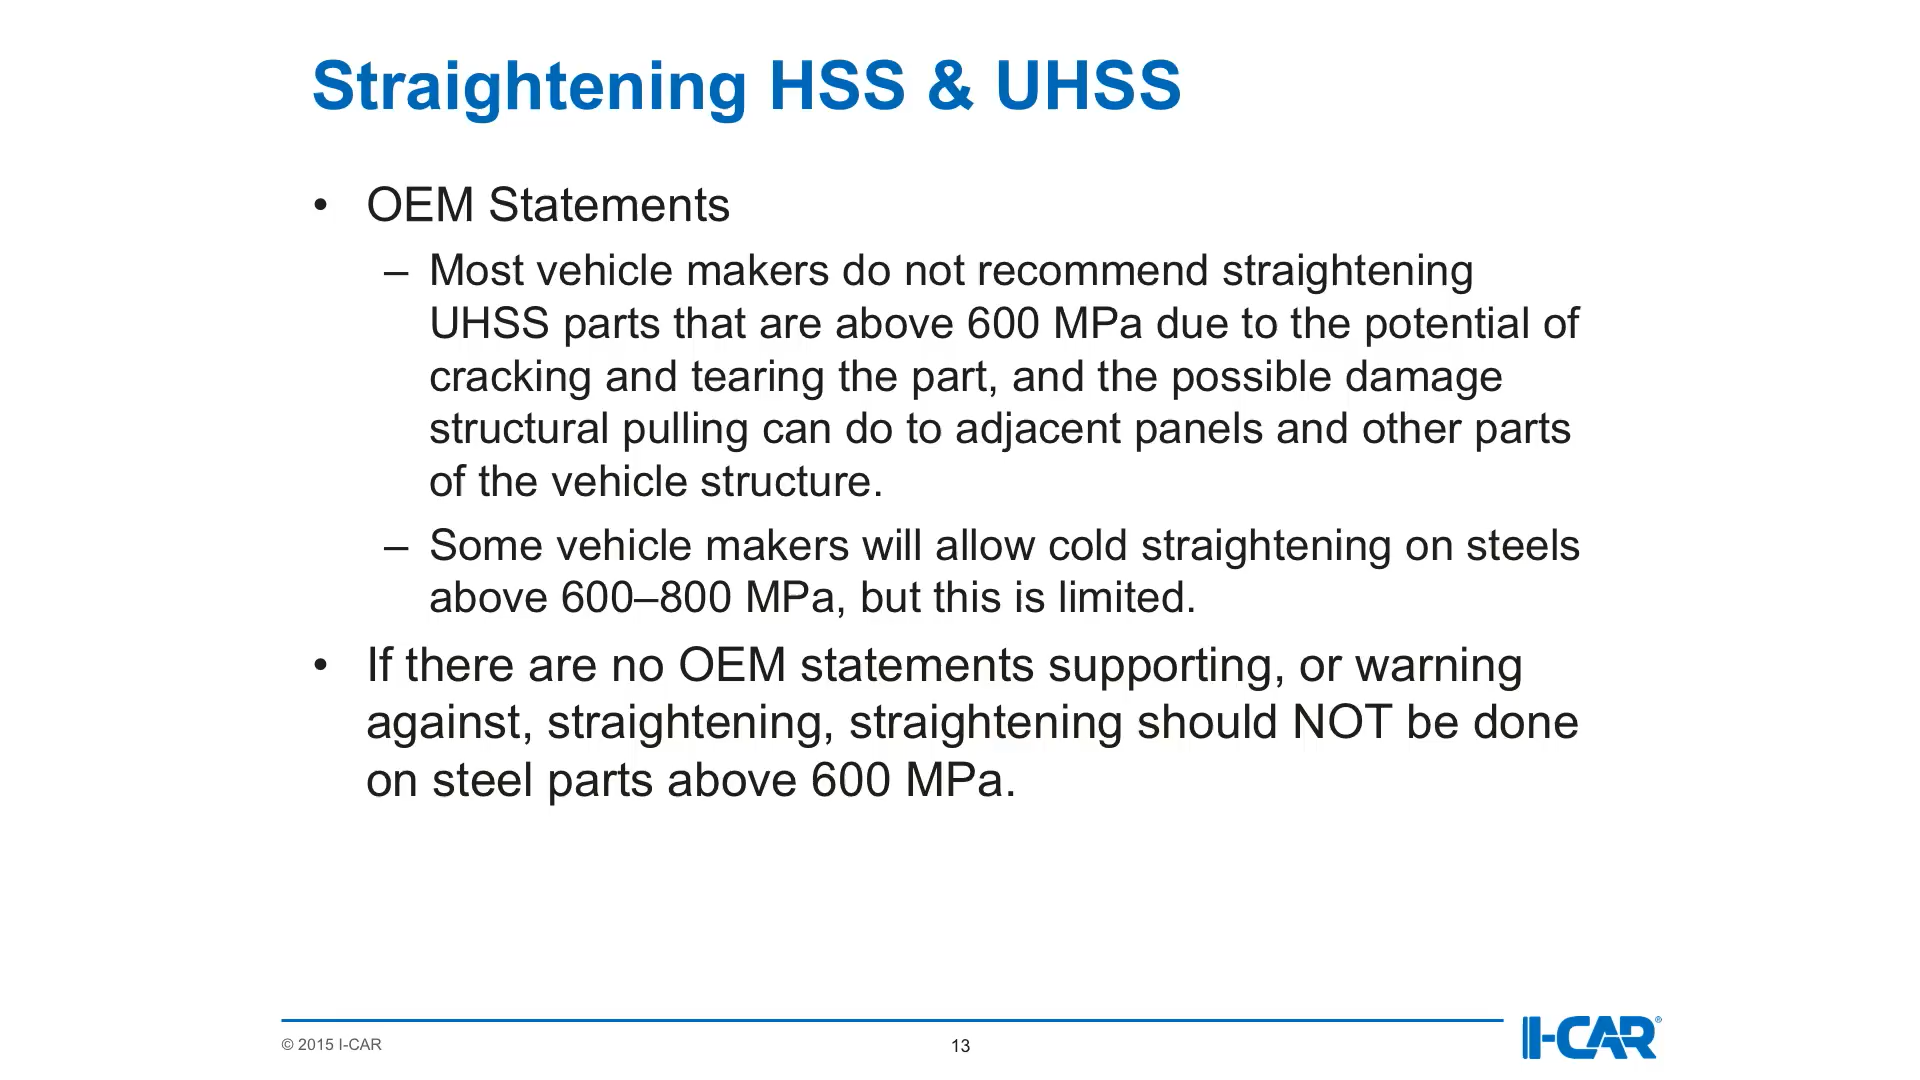 Straightening HSS & UHSS
• OEM Statements
– Most vehicle makers do not recommend straightening
UHSS parts that are above 600 MPa due to the potential of
cracking and tearing the part, and the possible damage
structural pulling can do to adjacent panels and other parts
of the vehicle structure.
– Some vehicle makers will allow cold straightening on steels
above 600–800 MPa, but this is limited.
• If there are no OEM statements supporting, or warning
against, straightening, straightening should NOT be done
on steel parts above 600 MPa.
© 2015 I-CAR
13
I-CAR®